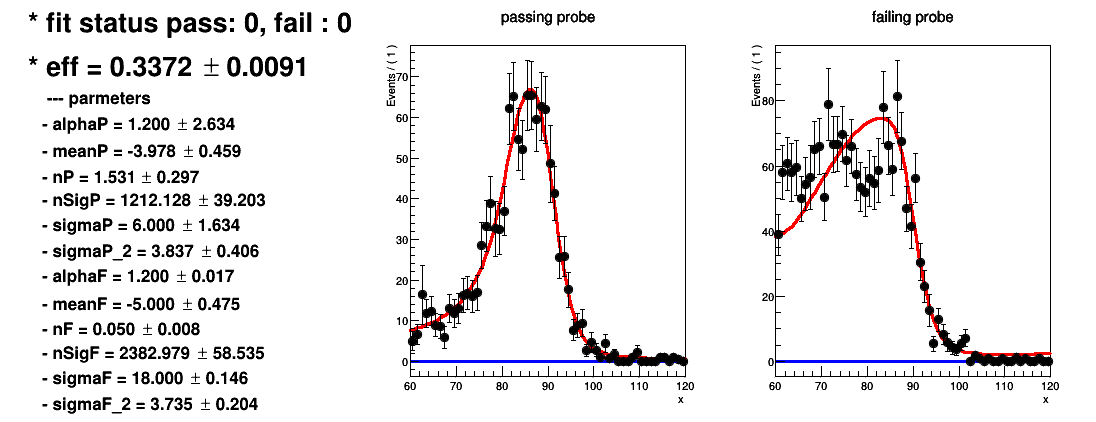 * fit status pass: 0, fail : 0
* eff = 0.3372 ± 0.0091
--- parmeters
- alphaP = 1.200 ± 2.634
- meanP = -3.978 ± 0.459
- nP = 1.531 ± 0.297
- nSigP = 1212.128 ± 39.203
- sigmaP = 6.000 ± 1.634
- sigmaP_2 = 3.837 ± 0.406
- alphaF = 1.200 ± 0.017
- meanF = -5.000 ± 0.475
- nF = 0.050 ± 0.008
- nSigF = 2382.979 ± 58.535
- sigmaF = 18.000 ± 0.146
- sigmaF_2 = 3.735 ± 0.204
passing probe
Events / ( 1 )
70
60
50
40
30
20
10
0
60 70 80 90 100 110 120
x
failing probe
Events / ( 1 )
80
60
40
20
0
60 70 80 90 100 110 120
x